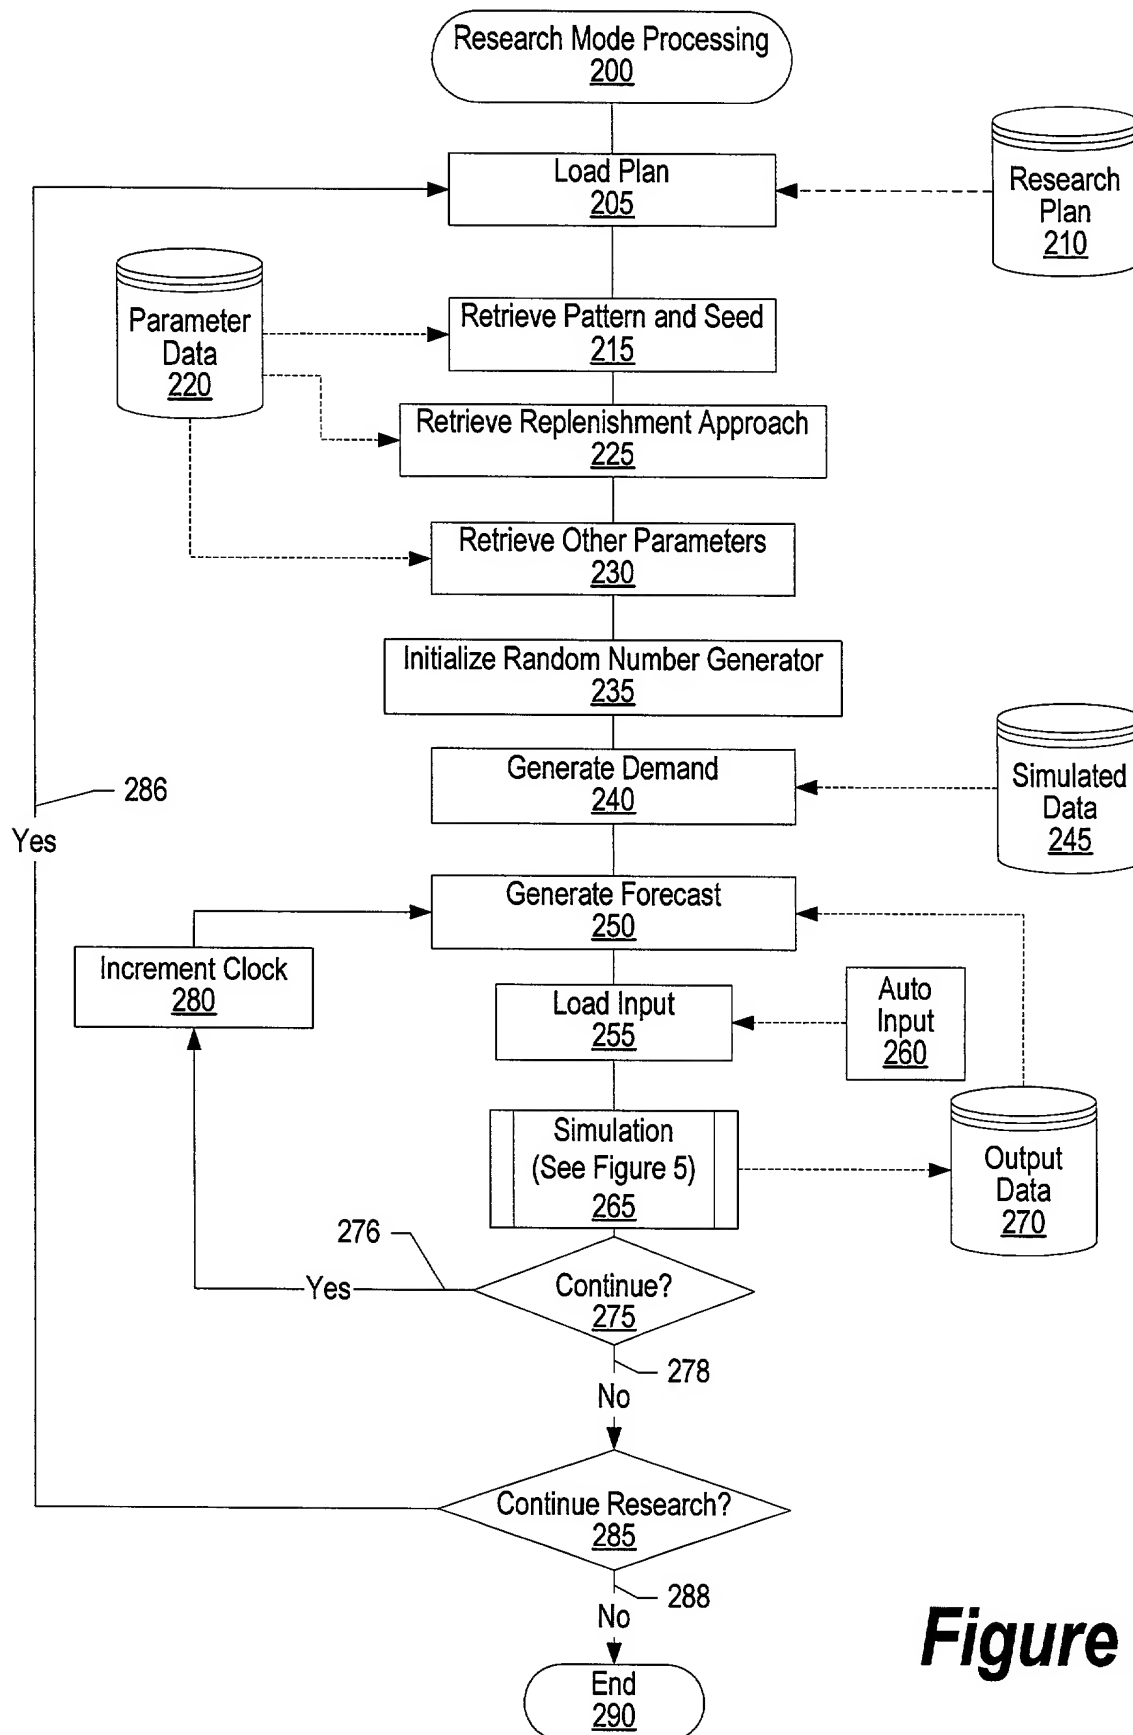 Research Mode Processing
200
Load Plan
205
Research
Plan
210
Parameter
Data
220
Retrieve Pattern and Seed
215
Retrieve Replenishment Approach
225
Retrieve Other Parameters
230
Initialize Random Number Generator
235
Generate Demand
240
Simulated
Data
245
286
Yes
Generate Forecast
250
Increment Clock
280
Load Input
255
Auto
Input
260
Simulation
(See Figure 5)
265
Output
Data
270
276
Yes
Continue?
275
278
No
Continue Research?
285
288
No
End
290
Figure